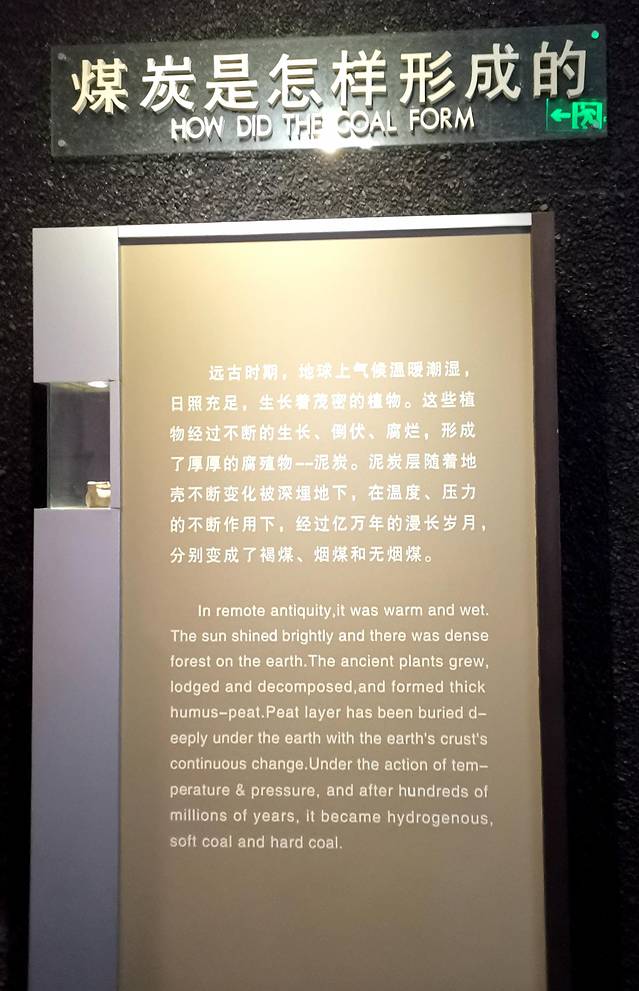 煤炭是怎样形成的
HOW DID THE COAL FORM
远古时期，地球上气候温暖潮湿，
日照充足，生长着茂密的植物。这些植
物经过不断的生长、倒伏、腐烂，形成
了厚厚的腐殖物--泥炭。泥炭层随着地
壳不断变化被深埋地下，在温度、压力
的不断作用下，经过亿万年的漫长岁月，
分别变成了褐煤、烟煤和无烟煤。
In remote antiquity,it was warm and wet.
The sun shined brightly and there was dense
forest on the earth.The ancient plants grew,
lodged and decomposed,and formed thick
humus-peat.Peat layer has been buried d-
eeply under the earth with the earth's crust's
continuous change.Under the action of tem-
perature & pressure, and after hundreds of
millions of years, it became hydrogenous,
soft coal and hard coal.